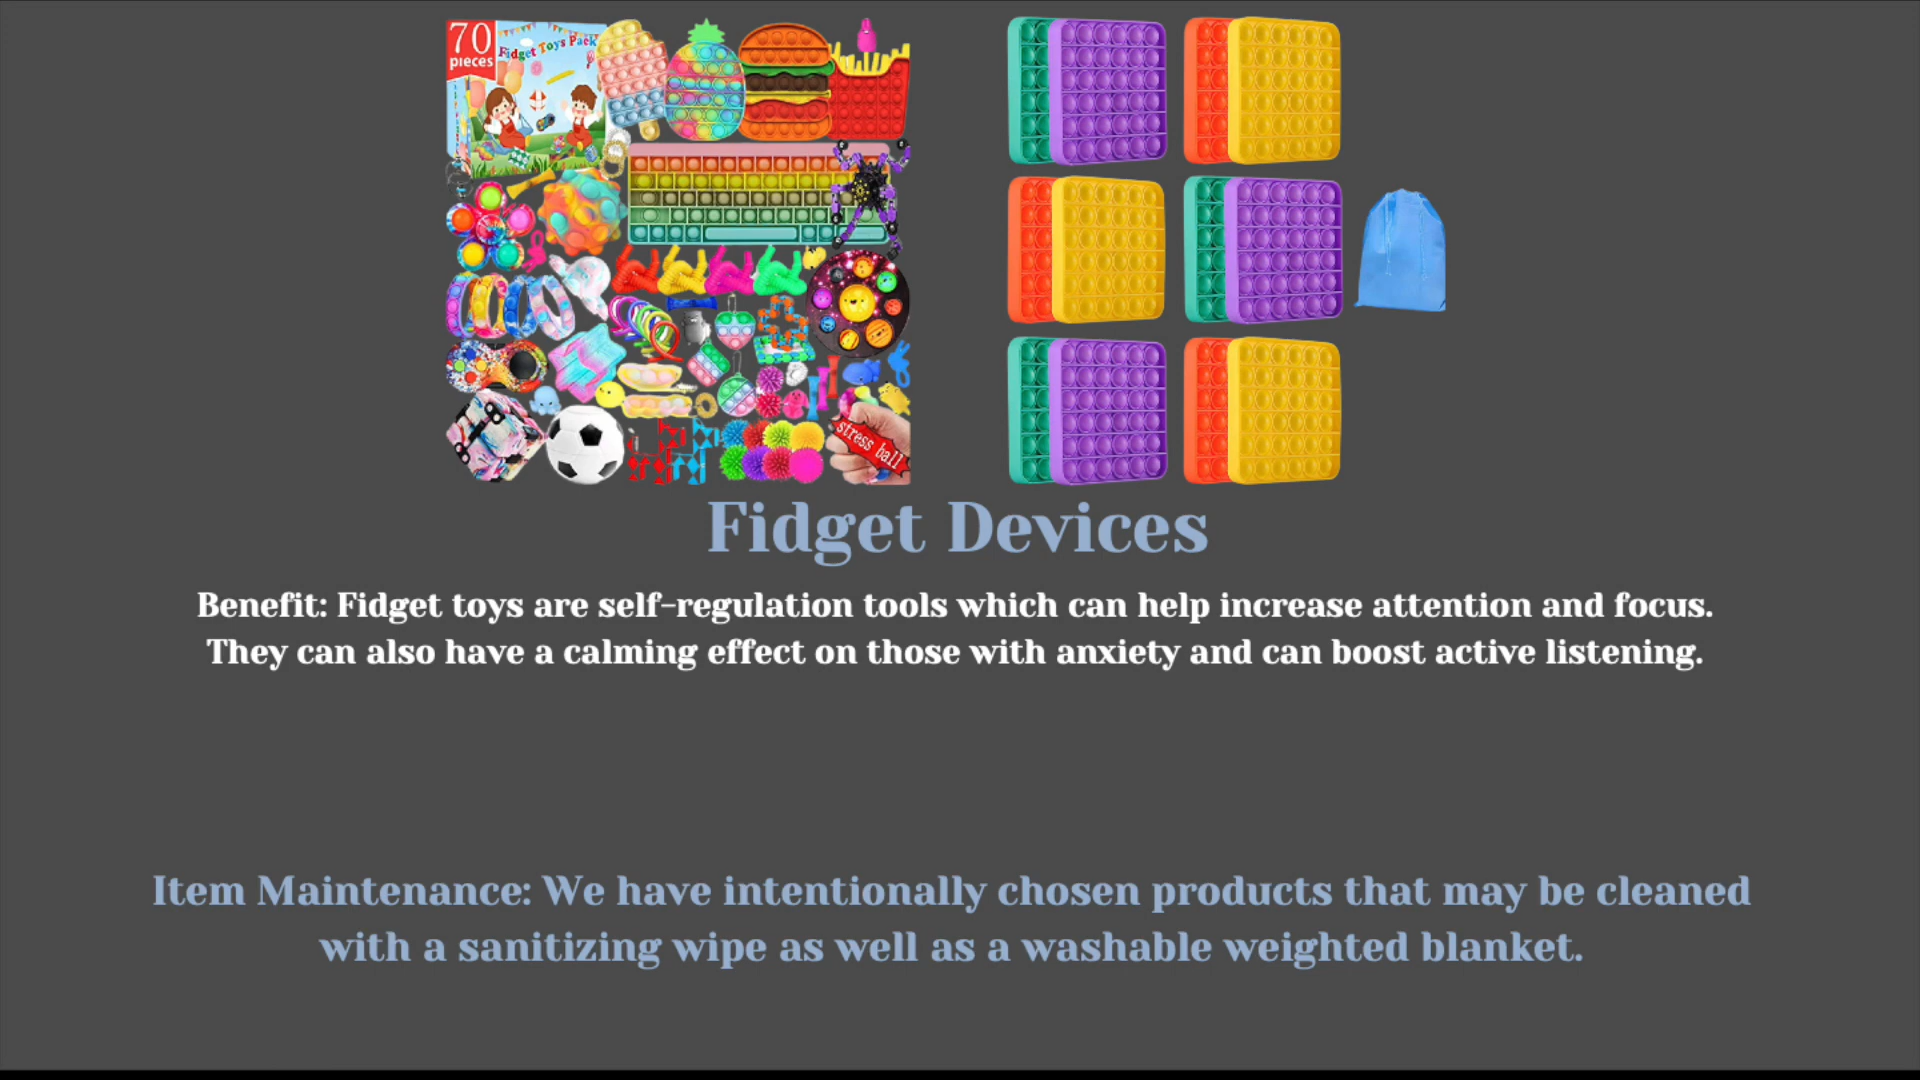 70
pieces
Fidget Toys Pack
stress ball
Fidget Devices
Benefit: Fidget toys are self-regulation tools which can help increase attention and focus.
They can also have a calming effect on those with anxiety and can boost active listening.
Item Maintenance: We have intentionally chosen products that may be cleaned
with a sanitizing wipe as well as a washable weighted blanket.